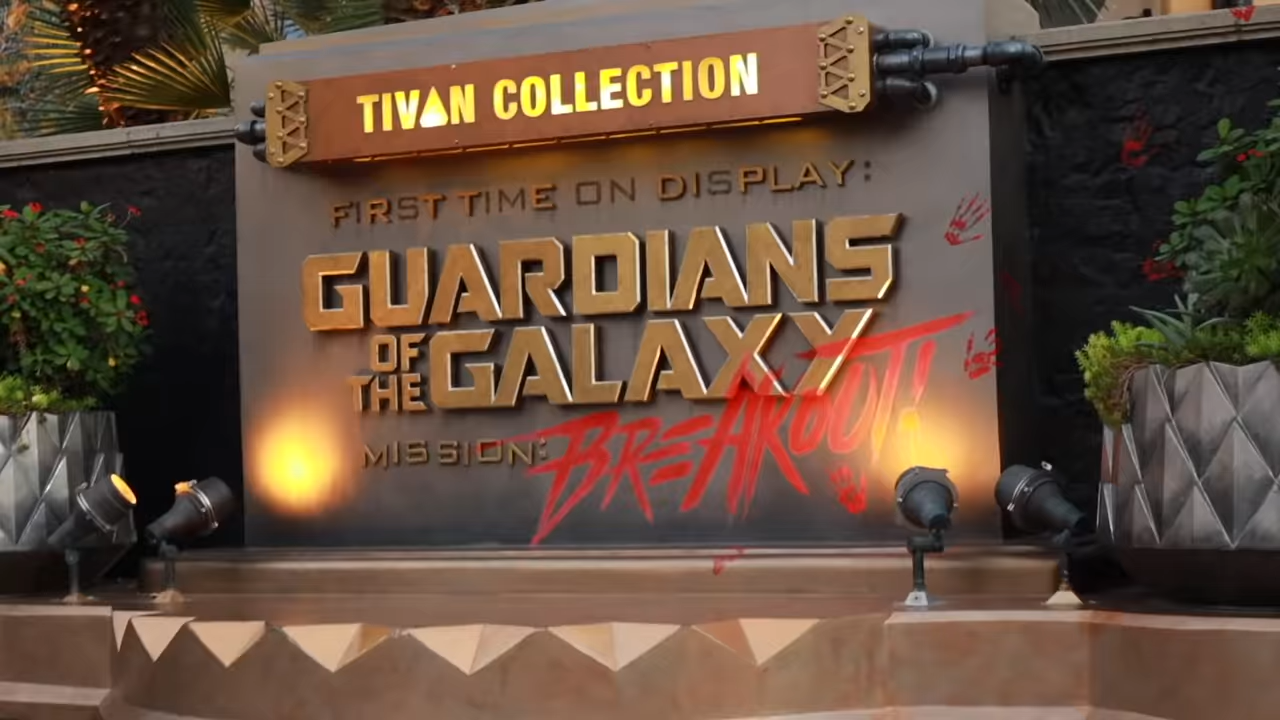 TIVAN COLLECTION
FIRST TIME ON DISPLAY:
GUARDIANS
OF THE GALAXY
MISSION: BREAKOUT!